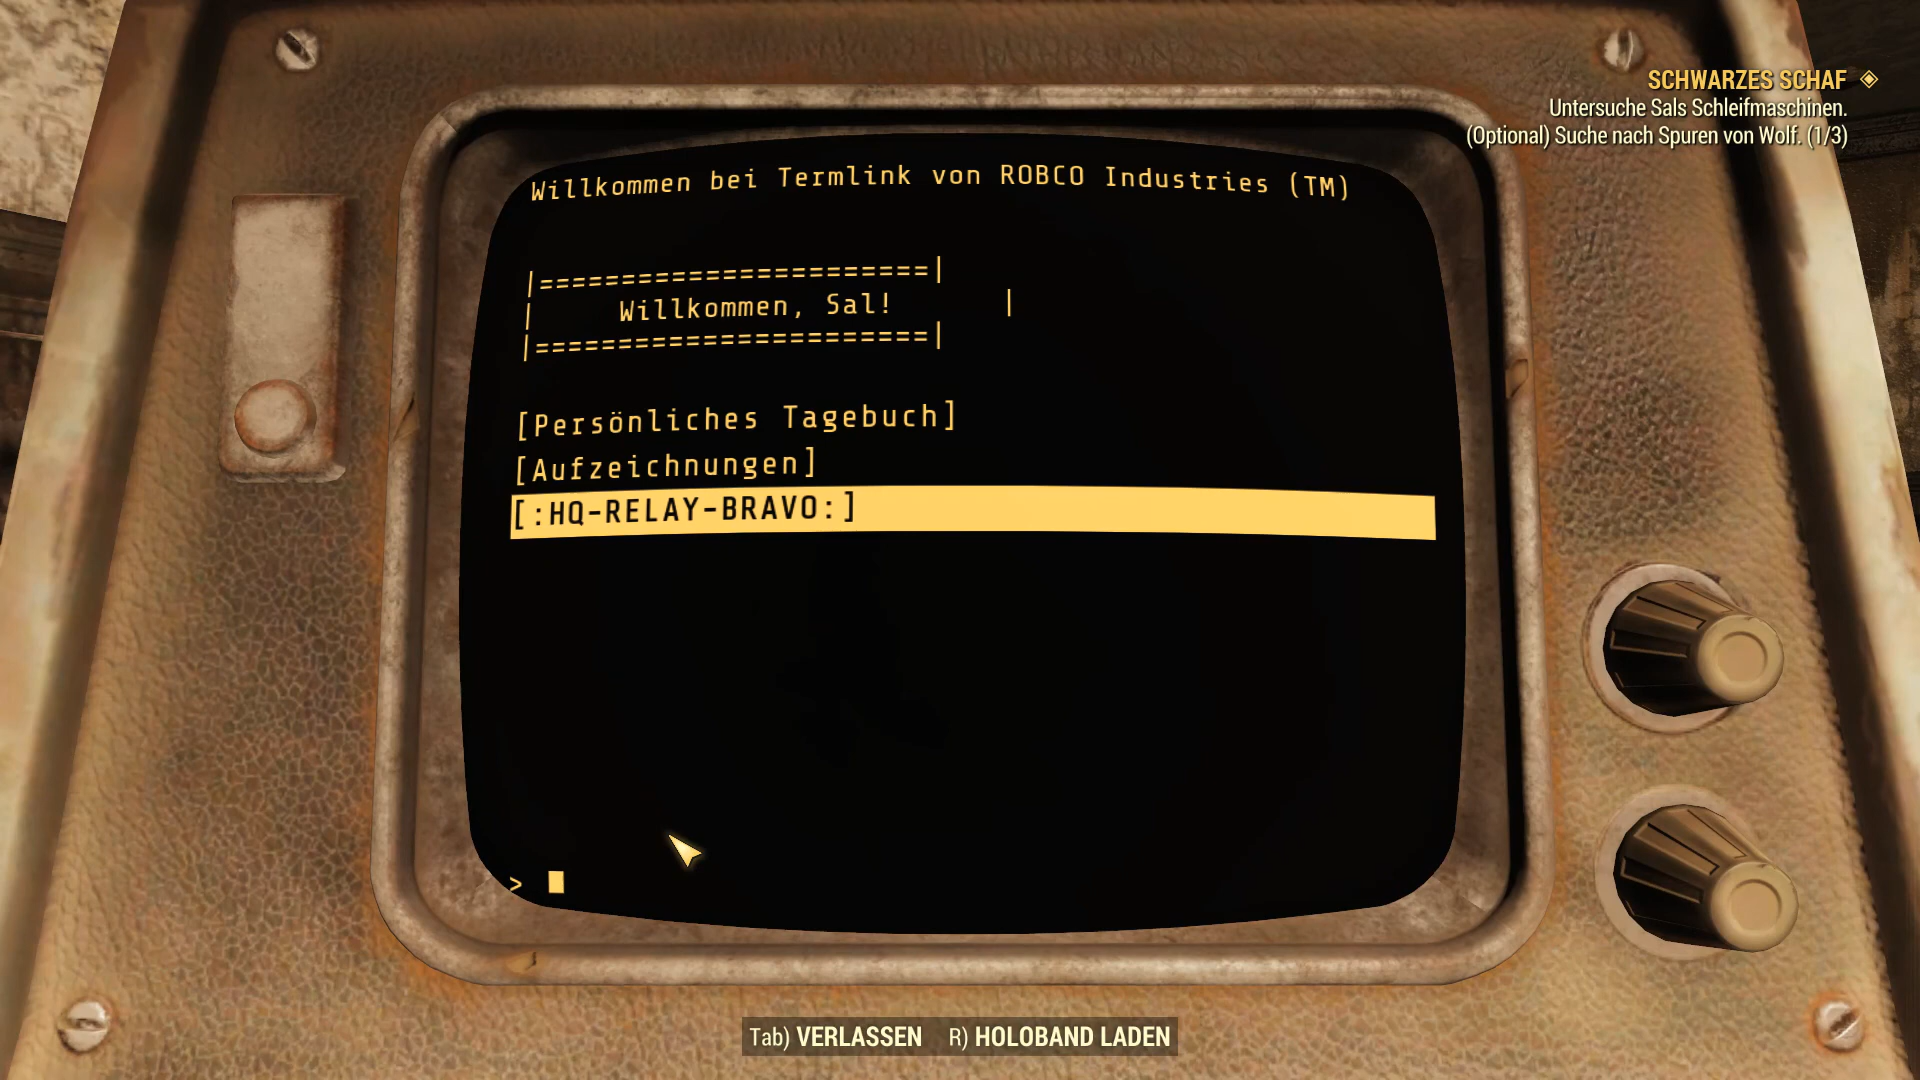 SCHWARZES SCHAF
Untersuche Sals Schleifmaschinen.
(Optional) Suche nach Spuren von Wolf. (1/3)
Willkommen bei Termlink von ROBCO Industries (TM)
|=======================|
|     Willkommen, Sal!       |
|=======================|
[Persönliches Tagebuch]
[Aufzeichnungen]
[:HQ-RELAY-BRAVO:]
>
Tab) VERLASSEN R) HOLOBAND LADEN